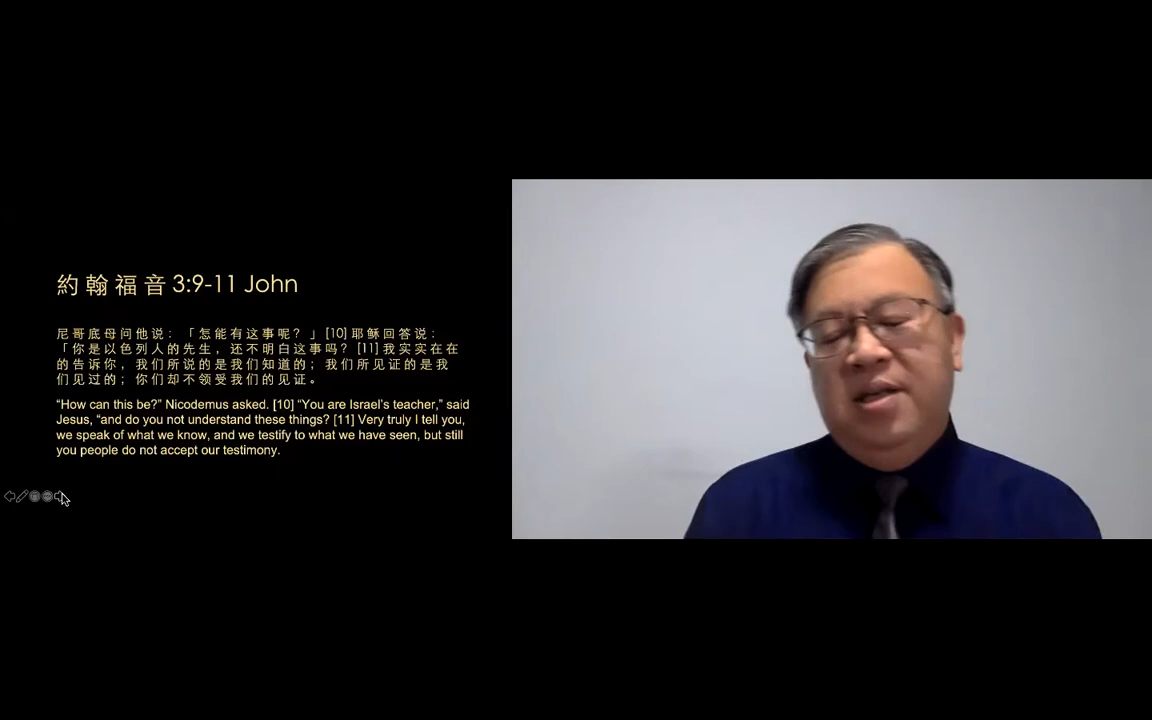 約翰福音 3:9-11 John
尼哥底母问他说：「怎能有这事呢？」[10] 耶稣回答说：
「你是以色列人的先生，还不明白这事吗？[11] 我实实在在
的告诉你，我们所说的是我们知道的；我们所见证的是我
们见过的；你们却不领受我们的见证。
“How can this be?” Nicodemus asked. [10] “You are Israel’s teacher,” said
Jesus, “and do you not understand these things? [11] Very truly I tell you,
we speak of what we know, and we testify to what we have seen, but still
you people do not accept our testimony.